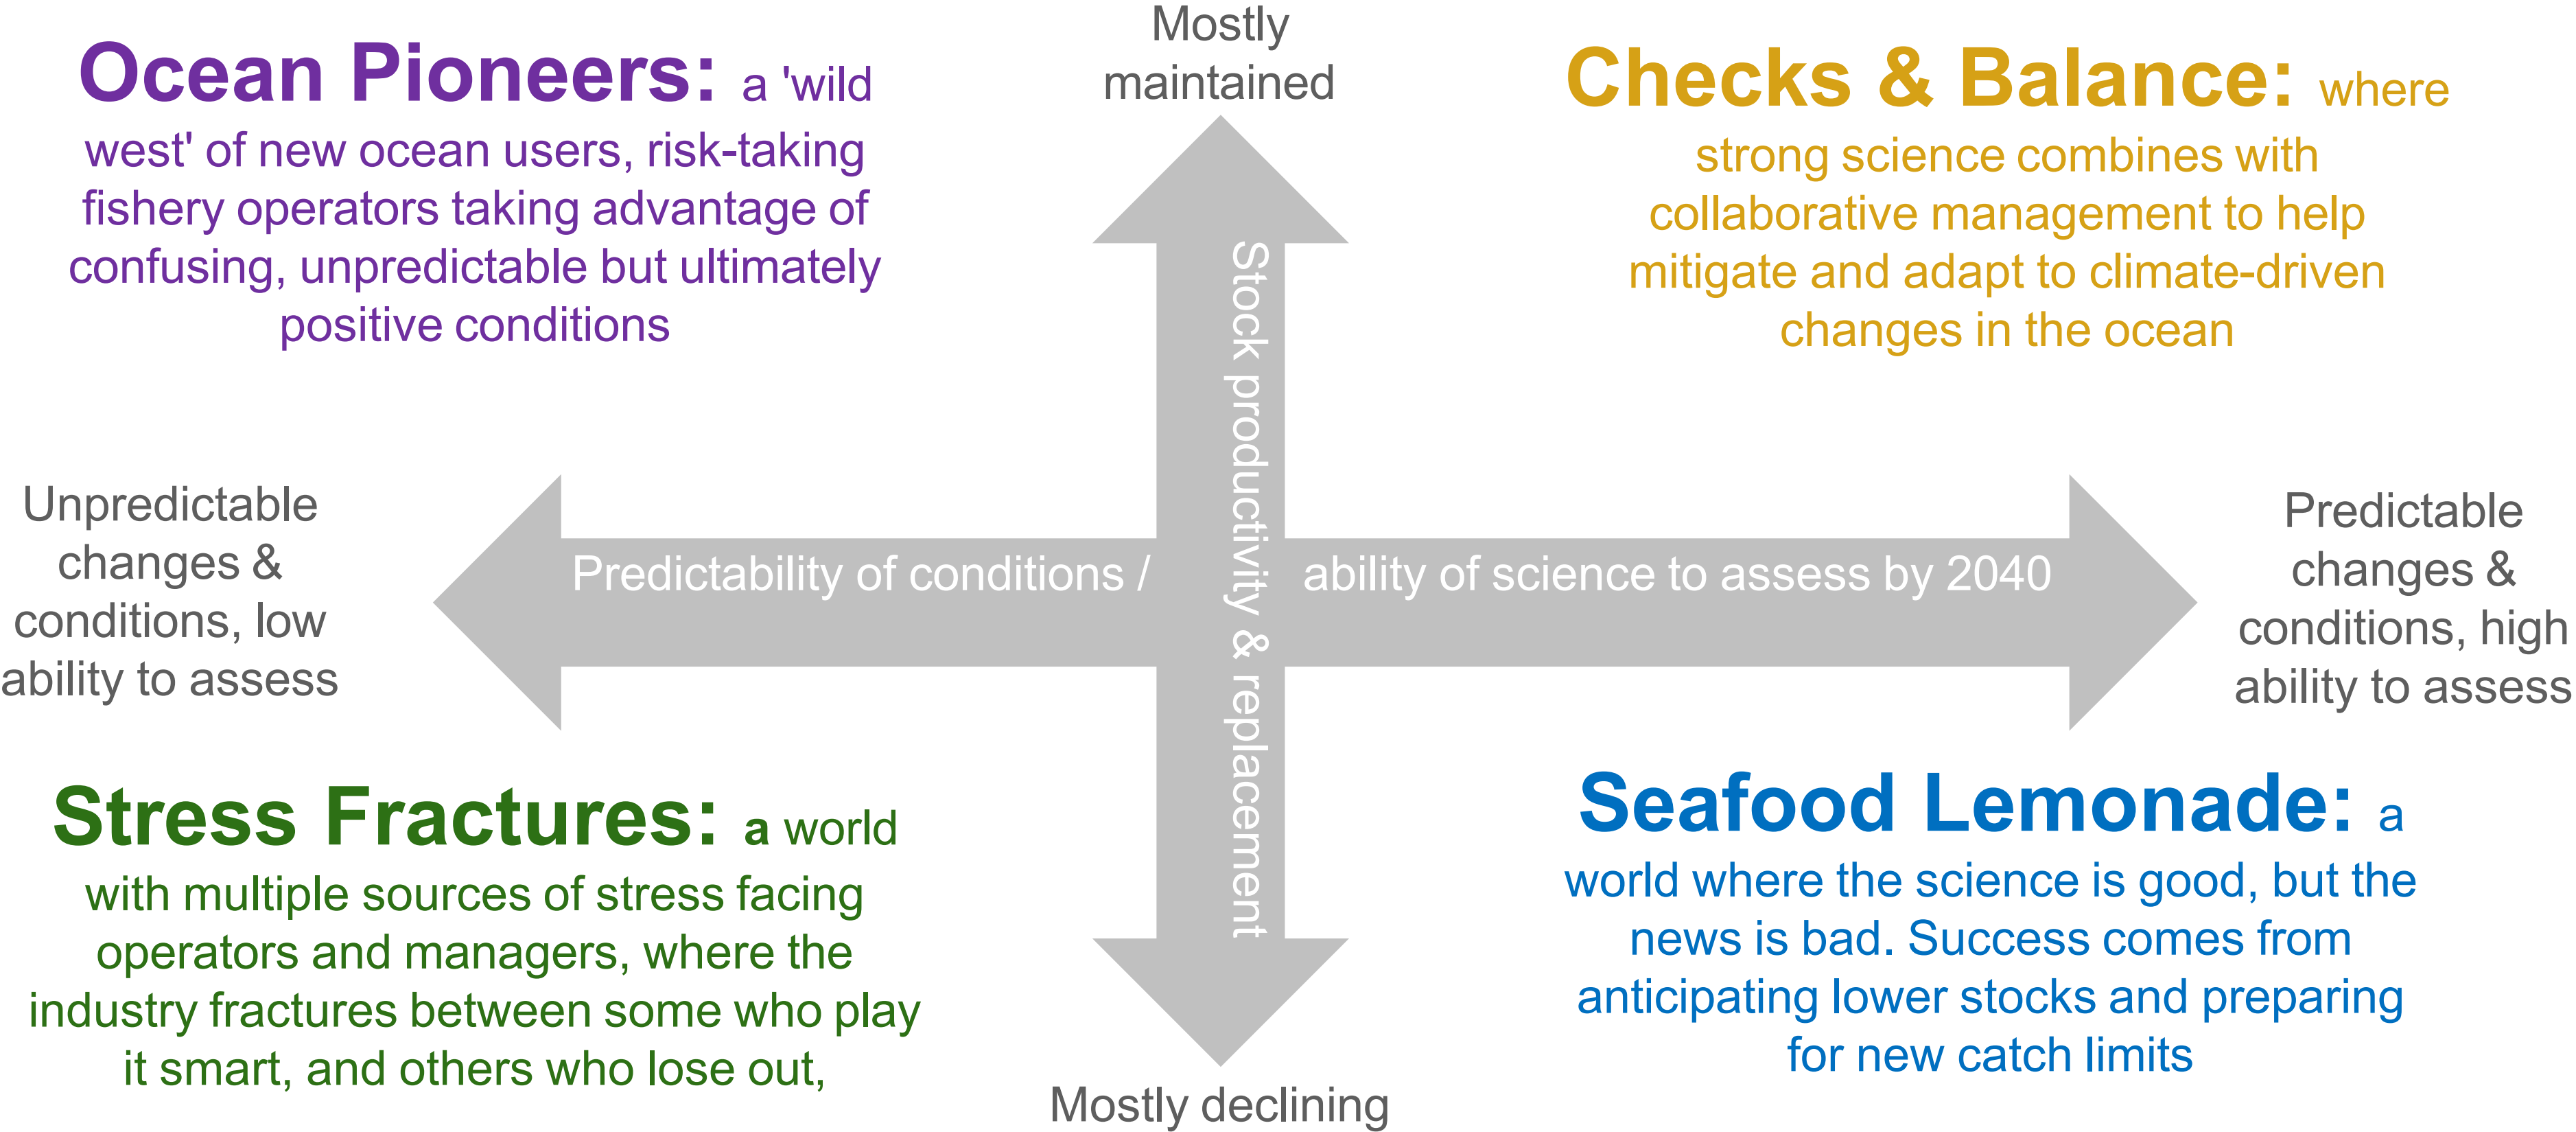 Mostly
maintained
Ocean Pioneers: a 'wild
west' of new ocean users, risk-taking
fishery operators taking advantage of
confusing, unpredictable but ultimately
positive conditions
Checks & Balance: where
strong science combines with
collaborative management to help
mitigate and adapt to climate-driven
changes in the ocean
Stock productivity & replacement
Unpredictable
changes &
conditions, low
ability to assess
Predictability of conditions / ability of science to assess by 2040
Predictable
changes &
conditions, high
ability to assess
Stress Fractures: a world
with multiple sources of stress facing
operators and managers, where the
industry fractures between some who play
it smart, and others who lose out,
Seafood Lemonade: a
world where the science is good, but the
news is bad. Success comes from
anticipating lower stocks and preparing
for new catch limits
Mostly declining